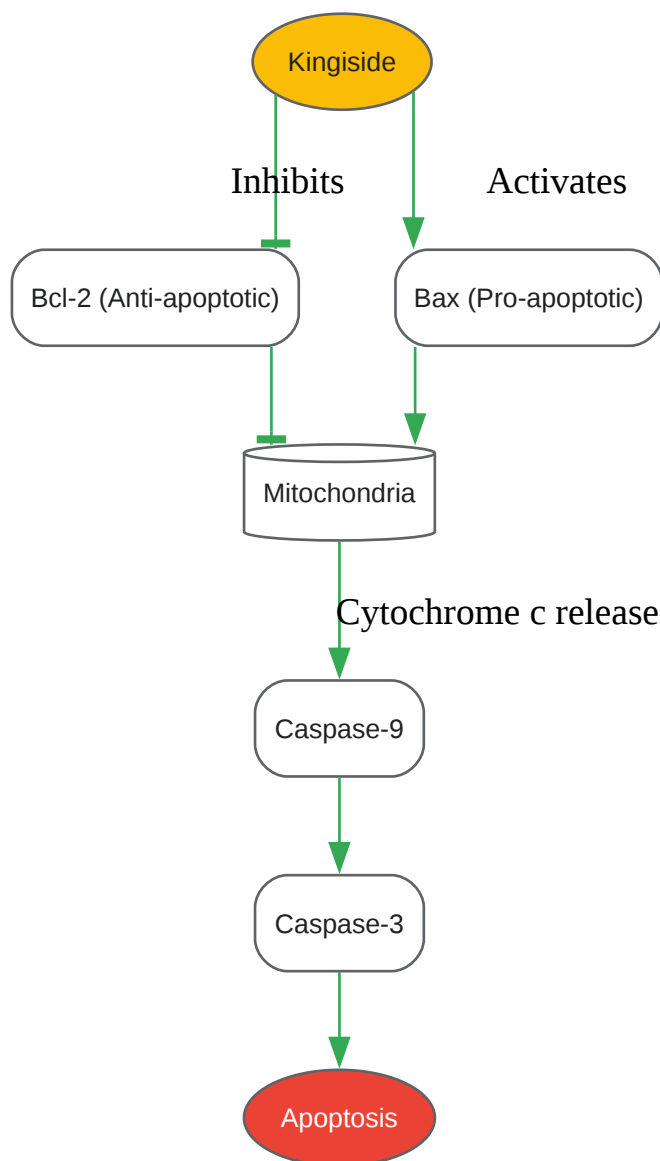 Kingiside
Inhibits
Activates
Bcl-2 (Anti-apoptotic)
Bax (Pro-apoptotic)
Mitochondria
Cytochrome c release
Caspase-9
Caspase-3
Apoptosis